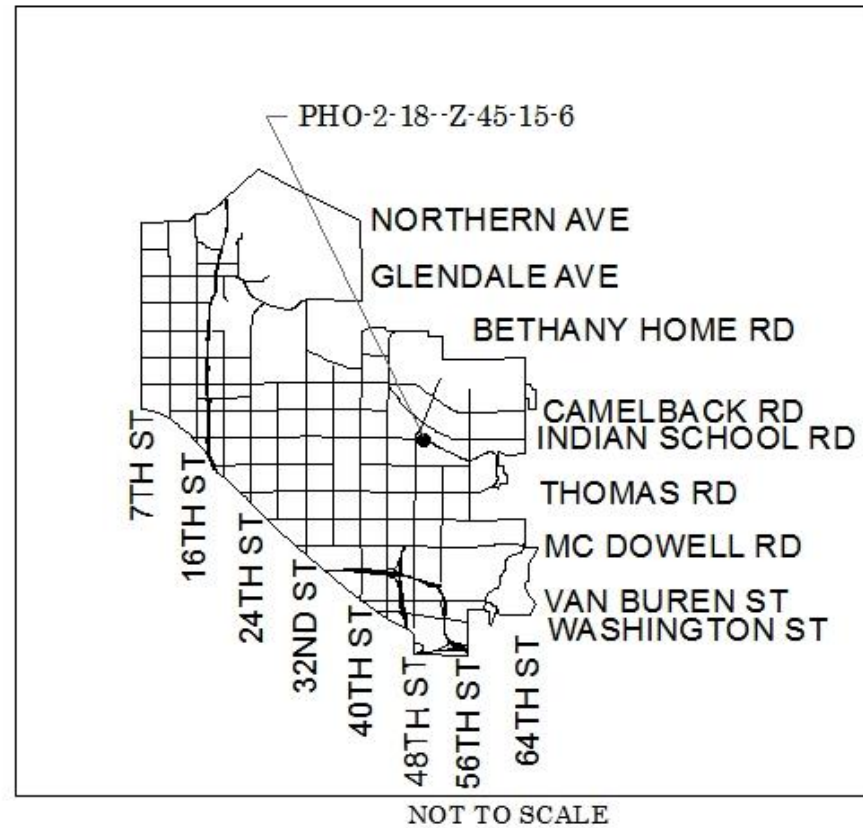 PHO-2-18--Z-45-15-6
NORTHERN AVE
GLENDALE AVE
BETHANY HOME RD
CAMELBACK RD
INDIAN SCHOOL RD
THOMAS RD
MC DOWELL RD
VAN BUREN ST
WASHINGTON ST
7TH ST
16TH ST
24TH ST
32ND ST
40TH ST
48TH ST
56TH ST
64TH ST
NOT TO SCALE